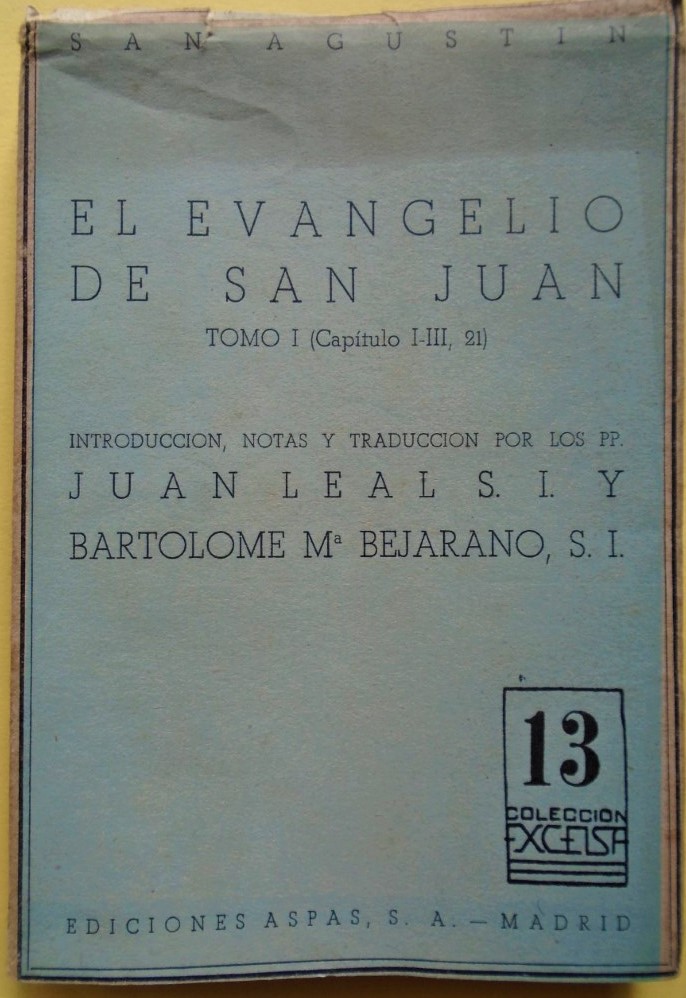 SAN AGUSTIN
EL EVANGELIO
DE SAN JUAN
TOMO I (Capítulo I-III, 21)
INTRODUCCION, NOTAS Y TRADUCCION POR LOS PP.
JUAN LEAL S. I. Y
BARTOLOME Mª BEJARANO, S. I.
13
COLECCIÓN
EXCELSA
EDICIONES ASPAS, S. A. — MADRID